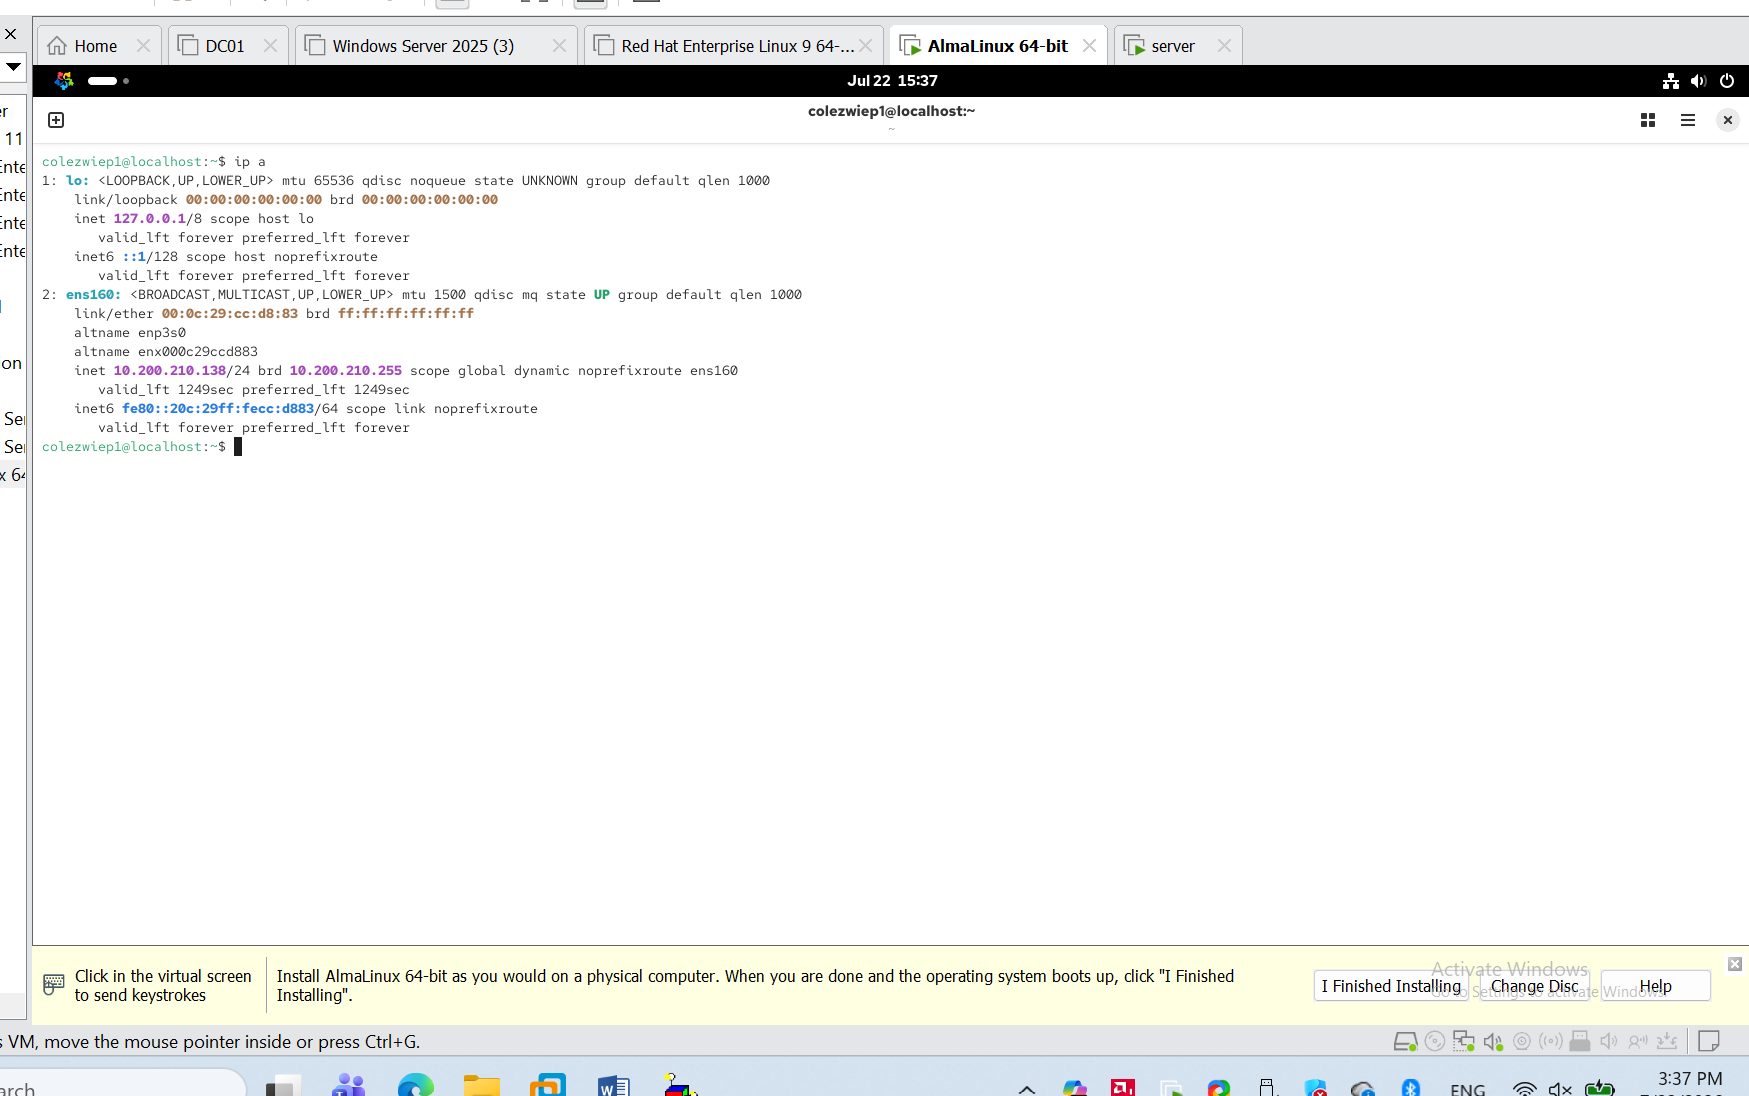 Home
DC01
Windows Server 2025 (3)
Red Hat Enterprise Linux 9 64-...
AlmaLinux 64-bit
server
Jul 22 15:37
colezwiep1@localhost:~
~
colezwiep1@localhost:~$ ip a
1: lo: <LOOPBACK,UP,LOWER_UP> mtu 65536 qdisc noqueue state UNKNOWN group default qlen 1000
link/loopback 00:00:00:00:00:00 brd 00:00:00:00:00:00
inet 127.0.0.1/8 scope host lo
valid_lft forever preferred_lft forever
inet6 ::1/128 scope host noprefixroute
valid_lft forever preferred_lft forever
2: ens160: <BROADCAST,MULTICAST,UP,LOWER_UP> mtu 1500 qdisc mq state UP group default qlen 1000
link/ether 00:0c:29:cc:d8:83 brd ff:ff:ff:ff:ff:ff
altname enp3s0
altname enx000c29ccd883
inet 10.200.210.138/24 brd 10.200.210.255 scope global dynamic noprefixroute ens160
valid_lft 1249sec preferred_lft 1249sec
inet6 fe80::20c:29ff:fecc:d883/64 scope link noprefixroute
valid_lft forever preferred_lft forever
colezwiep1@localhost:~$
11
on
Click in the virtual screen
to send keystrokes
Install AlmaLinux 64-bit as you would on a physical computer. When you are done and the operating system boots up, click "I Finished
Installing".
I Finished Installing
Change Disc
Help
Activate Windows
Go to Settings to activate Windows.
VM, move the mouse pointer inside or press Ctrl+G.
ENG
3:37 PM